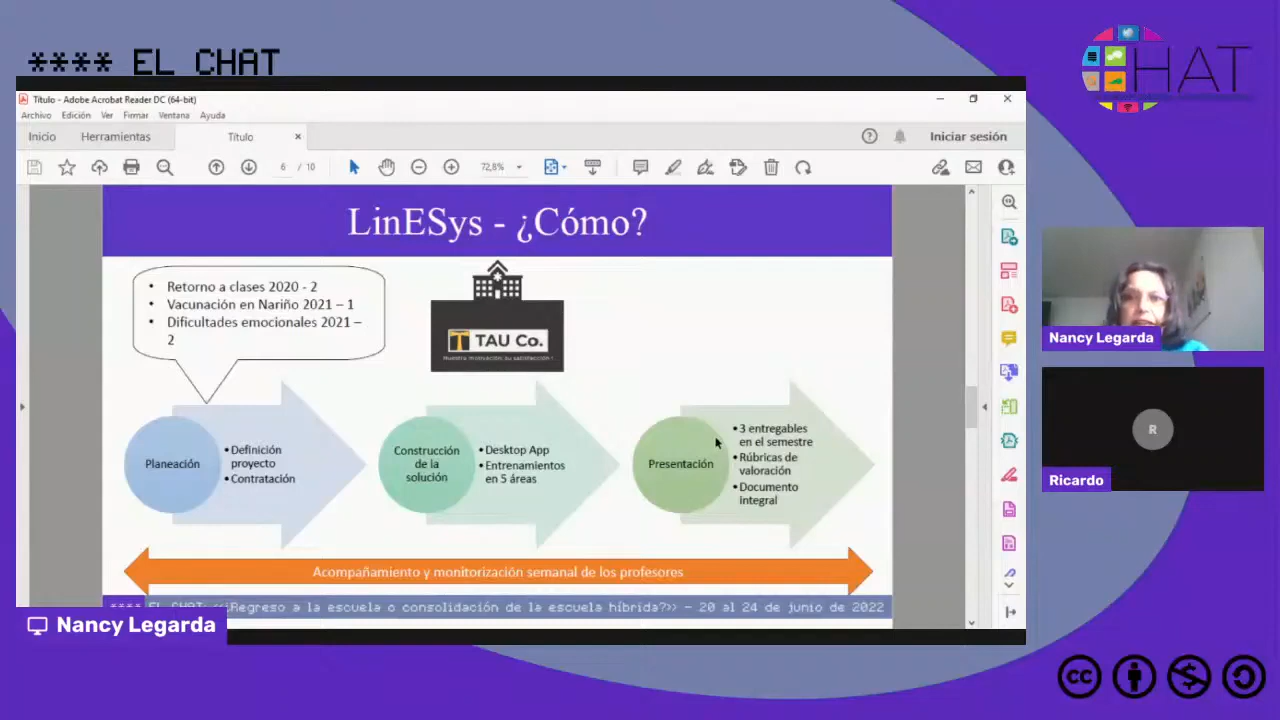 **** EL CHAT
HAT
Título - Adobe Acrobat Reader DC (64-bit)
Archivo Edición Ver Firmar Ventana Ayuda
Inicio Herramientas Título Iniciar sesión
6 / 10 72,8%
LinESys - ¿Cómo?
• Retorno a clases 2020 - 2
• Vacunación en Nariño 2021 – 1
• Dificultades emocionales 2021 –
2
TAU Co.
Planeación
• Definición
proyecto
• Contratación
Construcción
de la
solución
• Desktop App
• Entrenamientos
en 5 áreas
Presentación
• 3 entregables
en el semestre
• Rúbricas de
valoración
• Documento
integral
Acompañamiento y monitorización semanal de los profesores
**** EL CHAT: <<¿Regreso a la escuela o consolidación de la escuela híbrida?>> - 20 al 24 de junio de 2022
Nancy Legarda
Nancy Legarda
R
Ricardo
CC